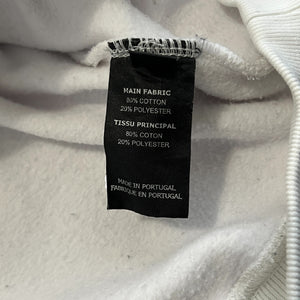 MAIN FABRIC
80% COTTON
20% POLYESTER
TISSU PRINCIPAL
80% COTON
20% POLYESTER
MADE IN PORTUGAL
FABRIQUE EN PORTUGAL